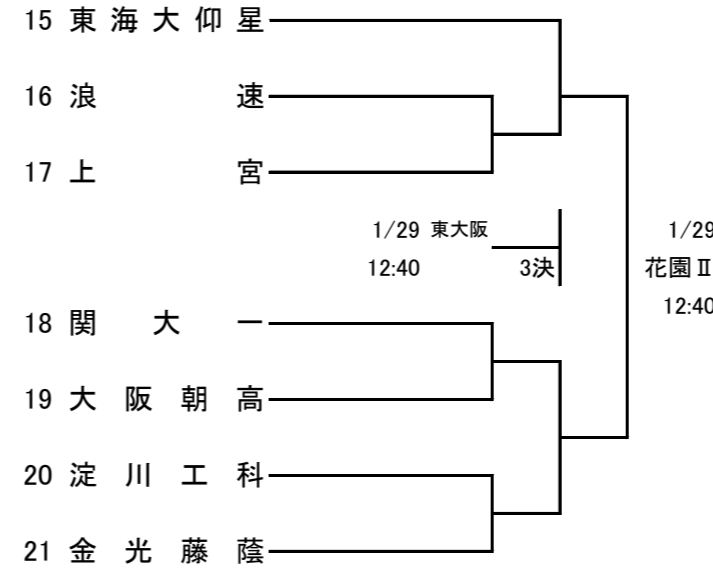 15 東海大仰星
16 浪速
17 上宮
1/29 東大阪
12:40 3決
1/29
花園Ⅱ
12:40
18 関大一
19 大阪朝高
20 淀川工科
21 金光藤蔭